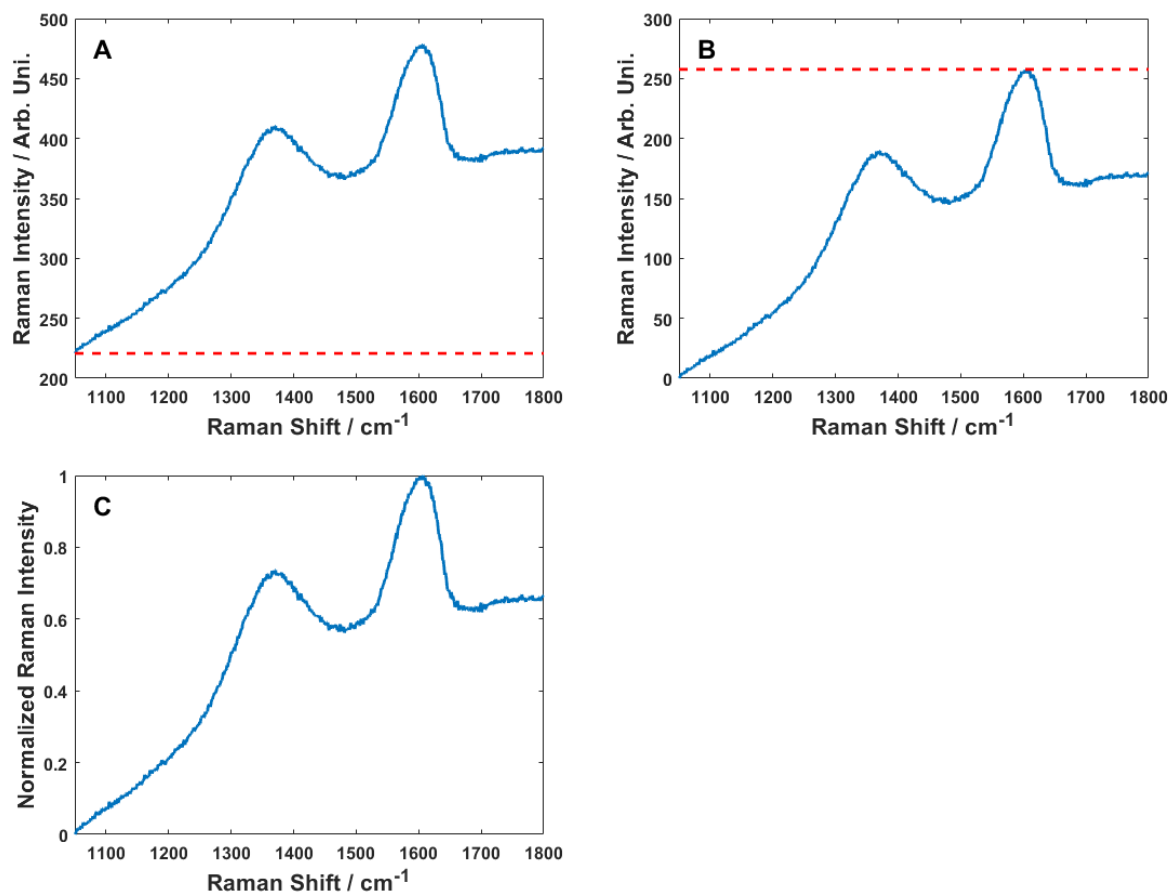 A
Raman Intensity / Arb. Uni.
500
450
400
350
300
250
200
1100 1200 1300 1400 1500 1600 1700 1800
Raman Shift / cm⁻¹
B
Raman Intensity / Arb. Uni.
300
250
200
150
100
50
0
1100 1200 1300 1400 1500 1600 1700 1800
Raman Shift / cm⁻¹
C
Normalized Raman Intensity
1
0.8
0.6
0.4
0.2
0
1100 1200 1300 1400 1500 1600 1700 1800
Raman Shift / cm⁻¹